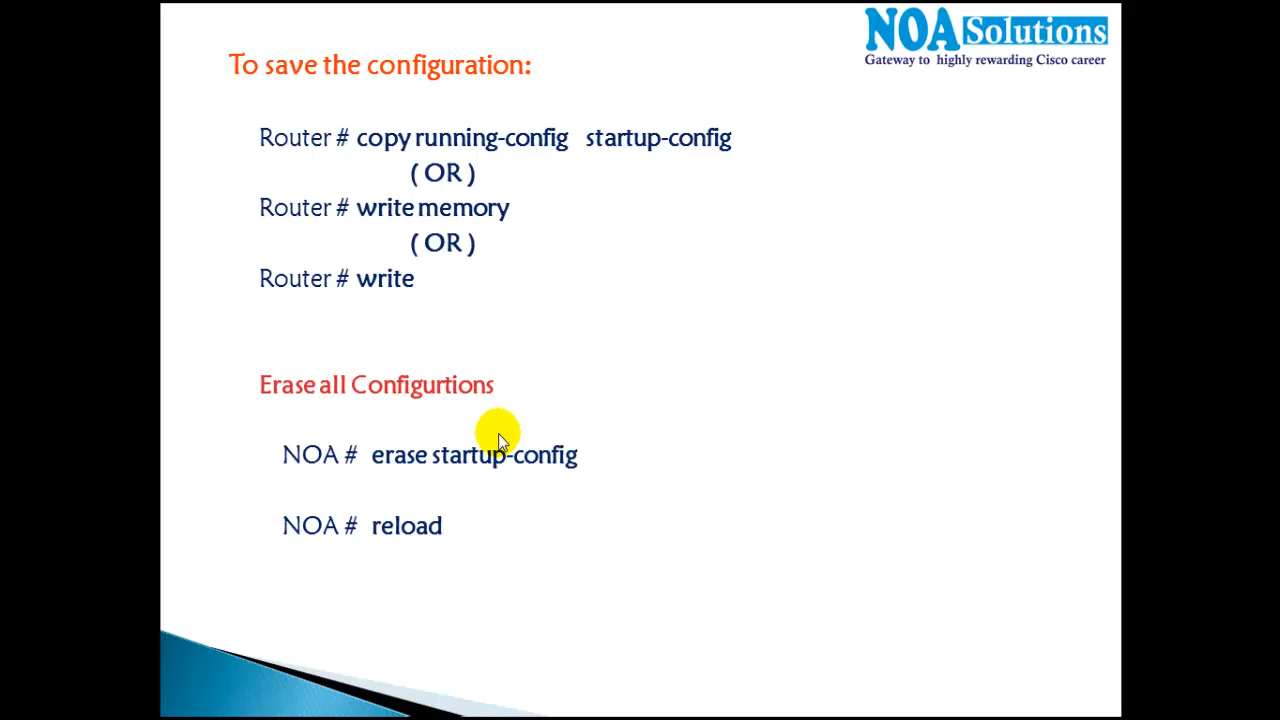 NOA Solutions
Gateway to highly rewarding Cisco career
To save the configuration:
Router # copy running-config startup-config
( OR )
Router # write memory
( OR )
Router # write
Erase all Configurtions
NOA # erase startup-config
NOA # reload